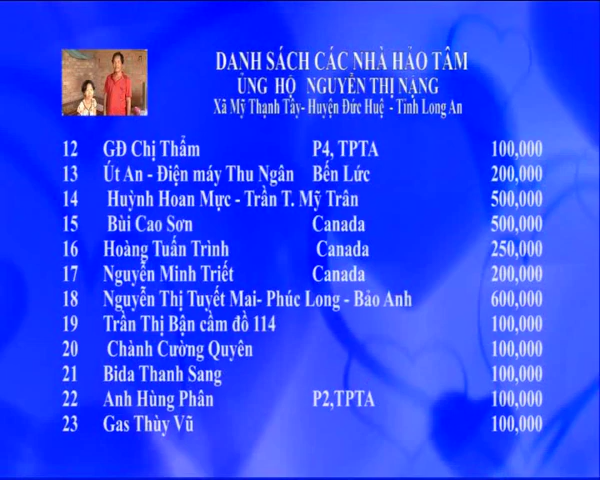 DANH SÁCH CÁC NHÀ HẢO TÂM
ỦNG HỘ NGUYỄN THỊ NẶNG
Xã Mỹ Thạnh Tây- Huyện Đức Huệ - Tỉnh Long An
12 GĐ Chị Thẩm P4, TPTA 100,000
13 Út An - Điện máy Thu Ngân Bến Lức 200,000
14 Huỳnh Hoan Mực - Trần T. Mỹ Trân 500,000
15 Bùi Cao Sơn Canada 500,000
16 Hoàng Tuấn Trình Canada 250,000
17 Nguyễn Minh Triết Canada 200,000
18 Nguyễn Thị Tuyết Mai- Phúc Long - Bảo Anh 600,000
19 Trần Thị Bận cầm đồ 114 100,000
20 Chành Cường Quyên 100,000
21 Bida Thanh Sang 100,000
22 Anh Hùng Phân P2,TPTA 100,000
23 Gas Thùy Vũ 100,000